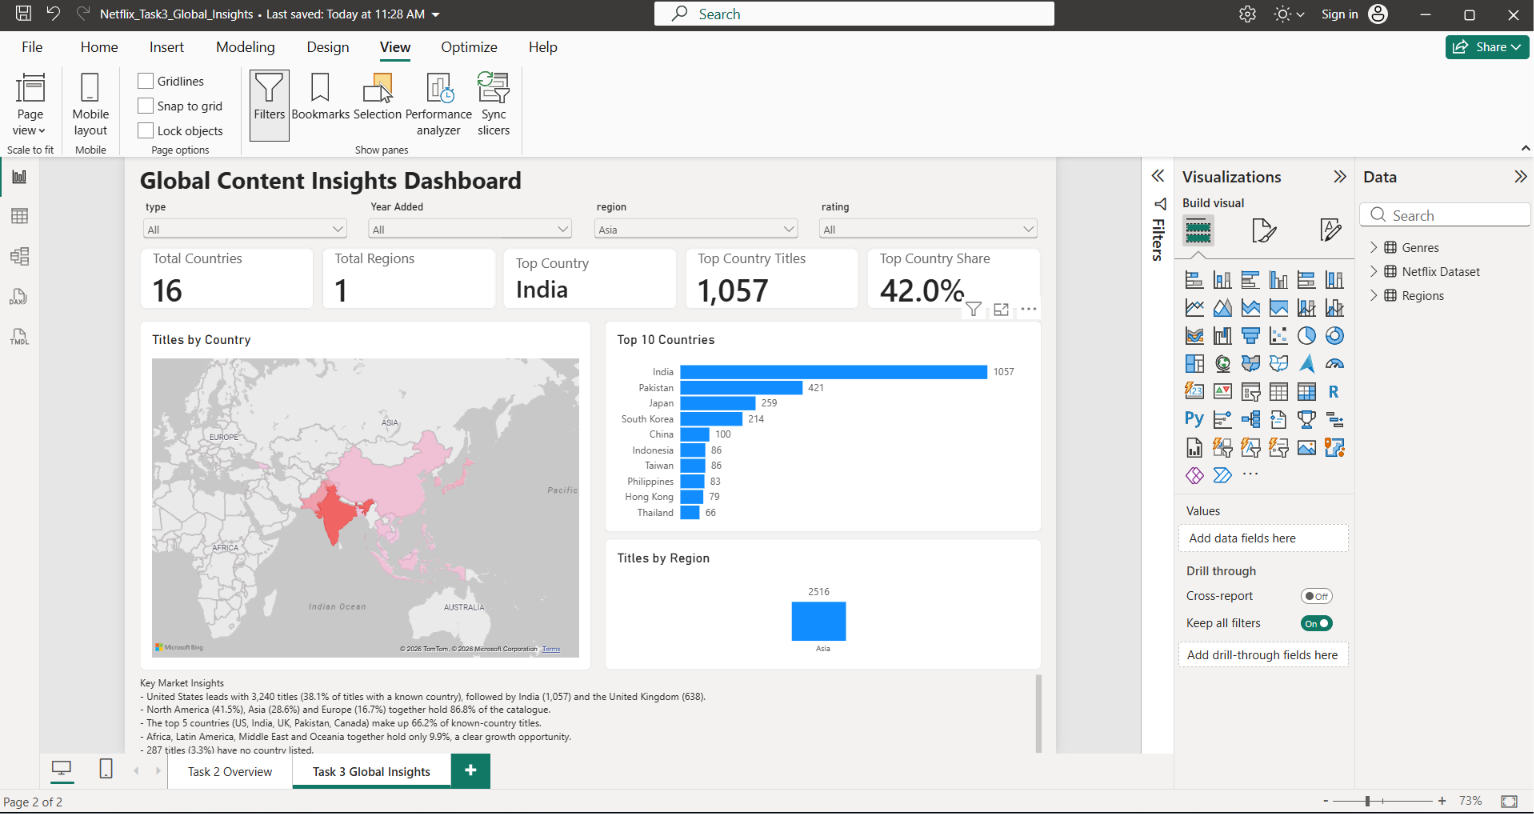 Netflix_Task3_Global_Insights • Last saved: Today at 11:28 AM
Search
Sign in
File
Home
Insert
Modeling
Design
View
Optimize
Help
Share
Page view
Mobile layout
Gridlines
Snap to grid
Lock objects
Filters
Bookmarks
Selection
Performance analyzer
Sync slicers
Scale to fit
Mobile
Page options
Show panes
DAX
TMDL
Global Content Insights Dashboard
type
Year Added
region
rating
All
All
Asia
All
Total Countries
16
Total Regions
1
Top Country
India
Top Country Titles
1,057
Top Country Share
42.0%
Titles by Country
EUROPE
ASIA
Pacific
AFRICA
Indian Ocean
AUSTRALIA
Microsoft Bing
© 2026 TomTom, © 2026 Microsoft Corporation Terms
Top 10 Countries
India 1057
Pakistan 421
Japan 259
South Korea 214
China 100
Indonesia 86
Taiwan 86
Philippines 83
Hong Kong 79
Thailand 66
Titles by Region
2516
Asia
Key Market Insights
- United States leads with 3,240 titles (38.1% of titles with a known country), followed by India (1,057) and the United Kingdom (638).
- North America (41.5%), Asia (28.6%) and Europe (16.7%) together hold 86.8% of the catalogue.
- The top 5 countries (US, India, UK, Pakistan, Canada) make up 66.2% of known-country titles.
- Africa, Latin America, Middle East and Oceania together hold only 9.9%, a clear growth opportunity.
- 287 titles (3.3%) have no country listed.
Filters
Visualizations
Build visual
123
R
Py
Values
Add data fields here
Drill through
Cross-report
Off
Keep all filters
On
Add drill-through fields here
Data
Search
Genres
Netflix Dataset
Regions
Task 2 Overview
Task 3 Global Insights
+
Page 2 of 2
- + 73%